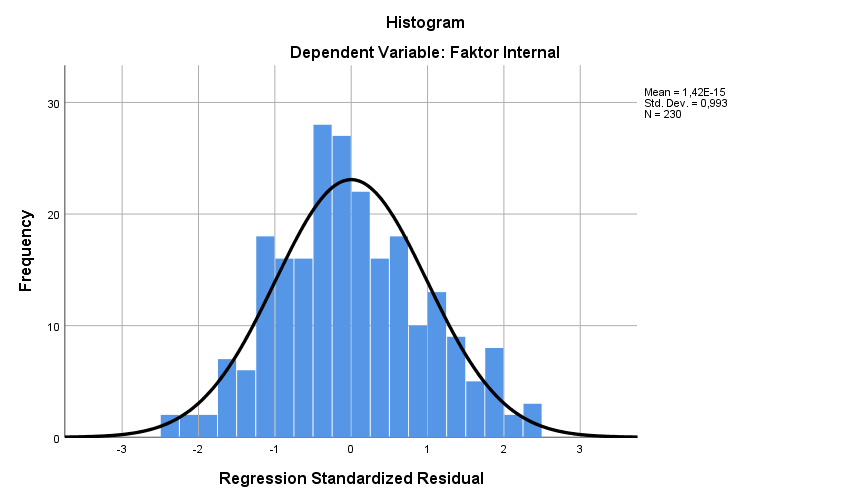 Histogram
Dependent Variable: Faktor Internal
Mean = 1,42E-15
Std. Dev. = 0,993
N = 230
30
20
10
0
Frequency
-3 -2 -1 0 1 2 3
Regression Standardized Residual